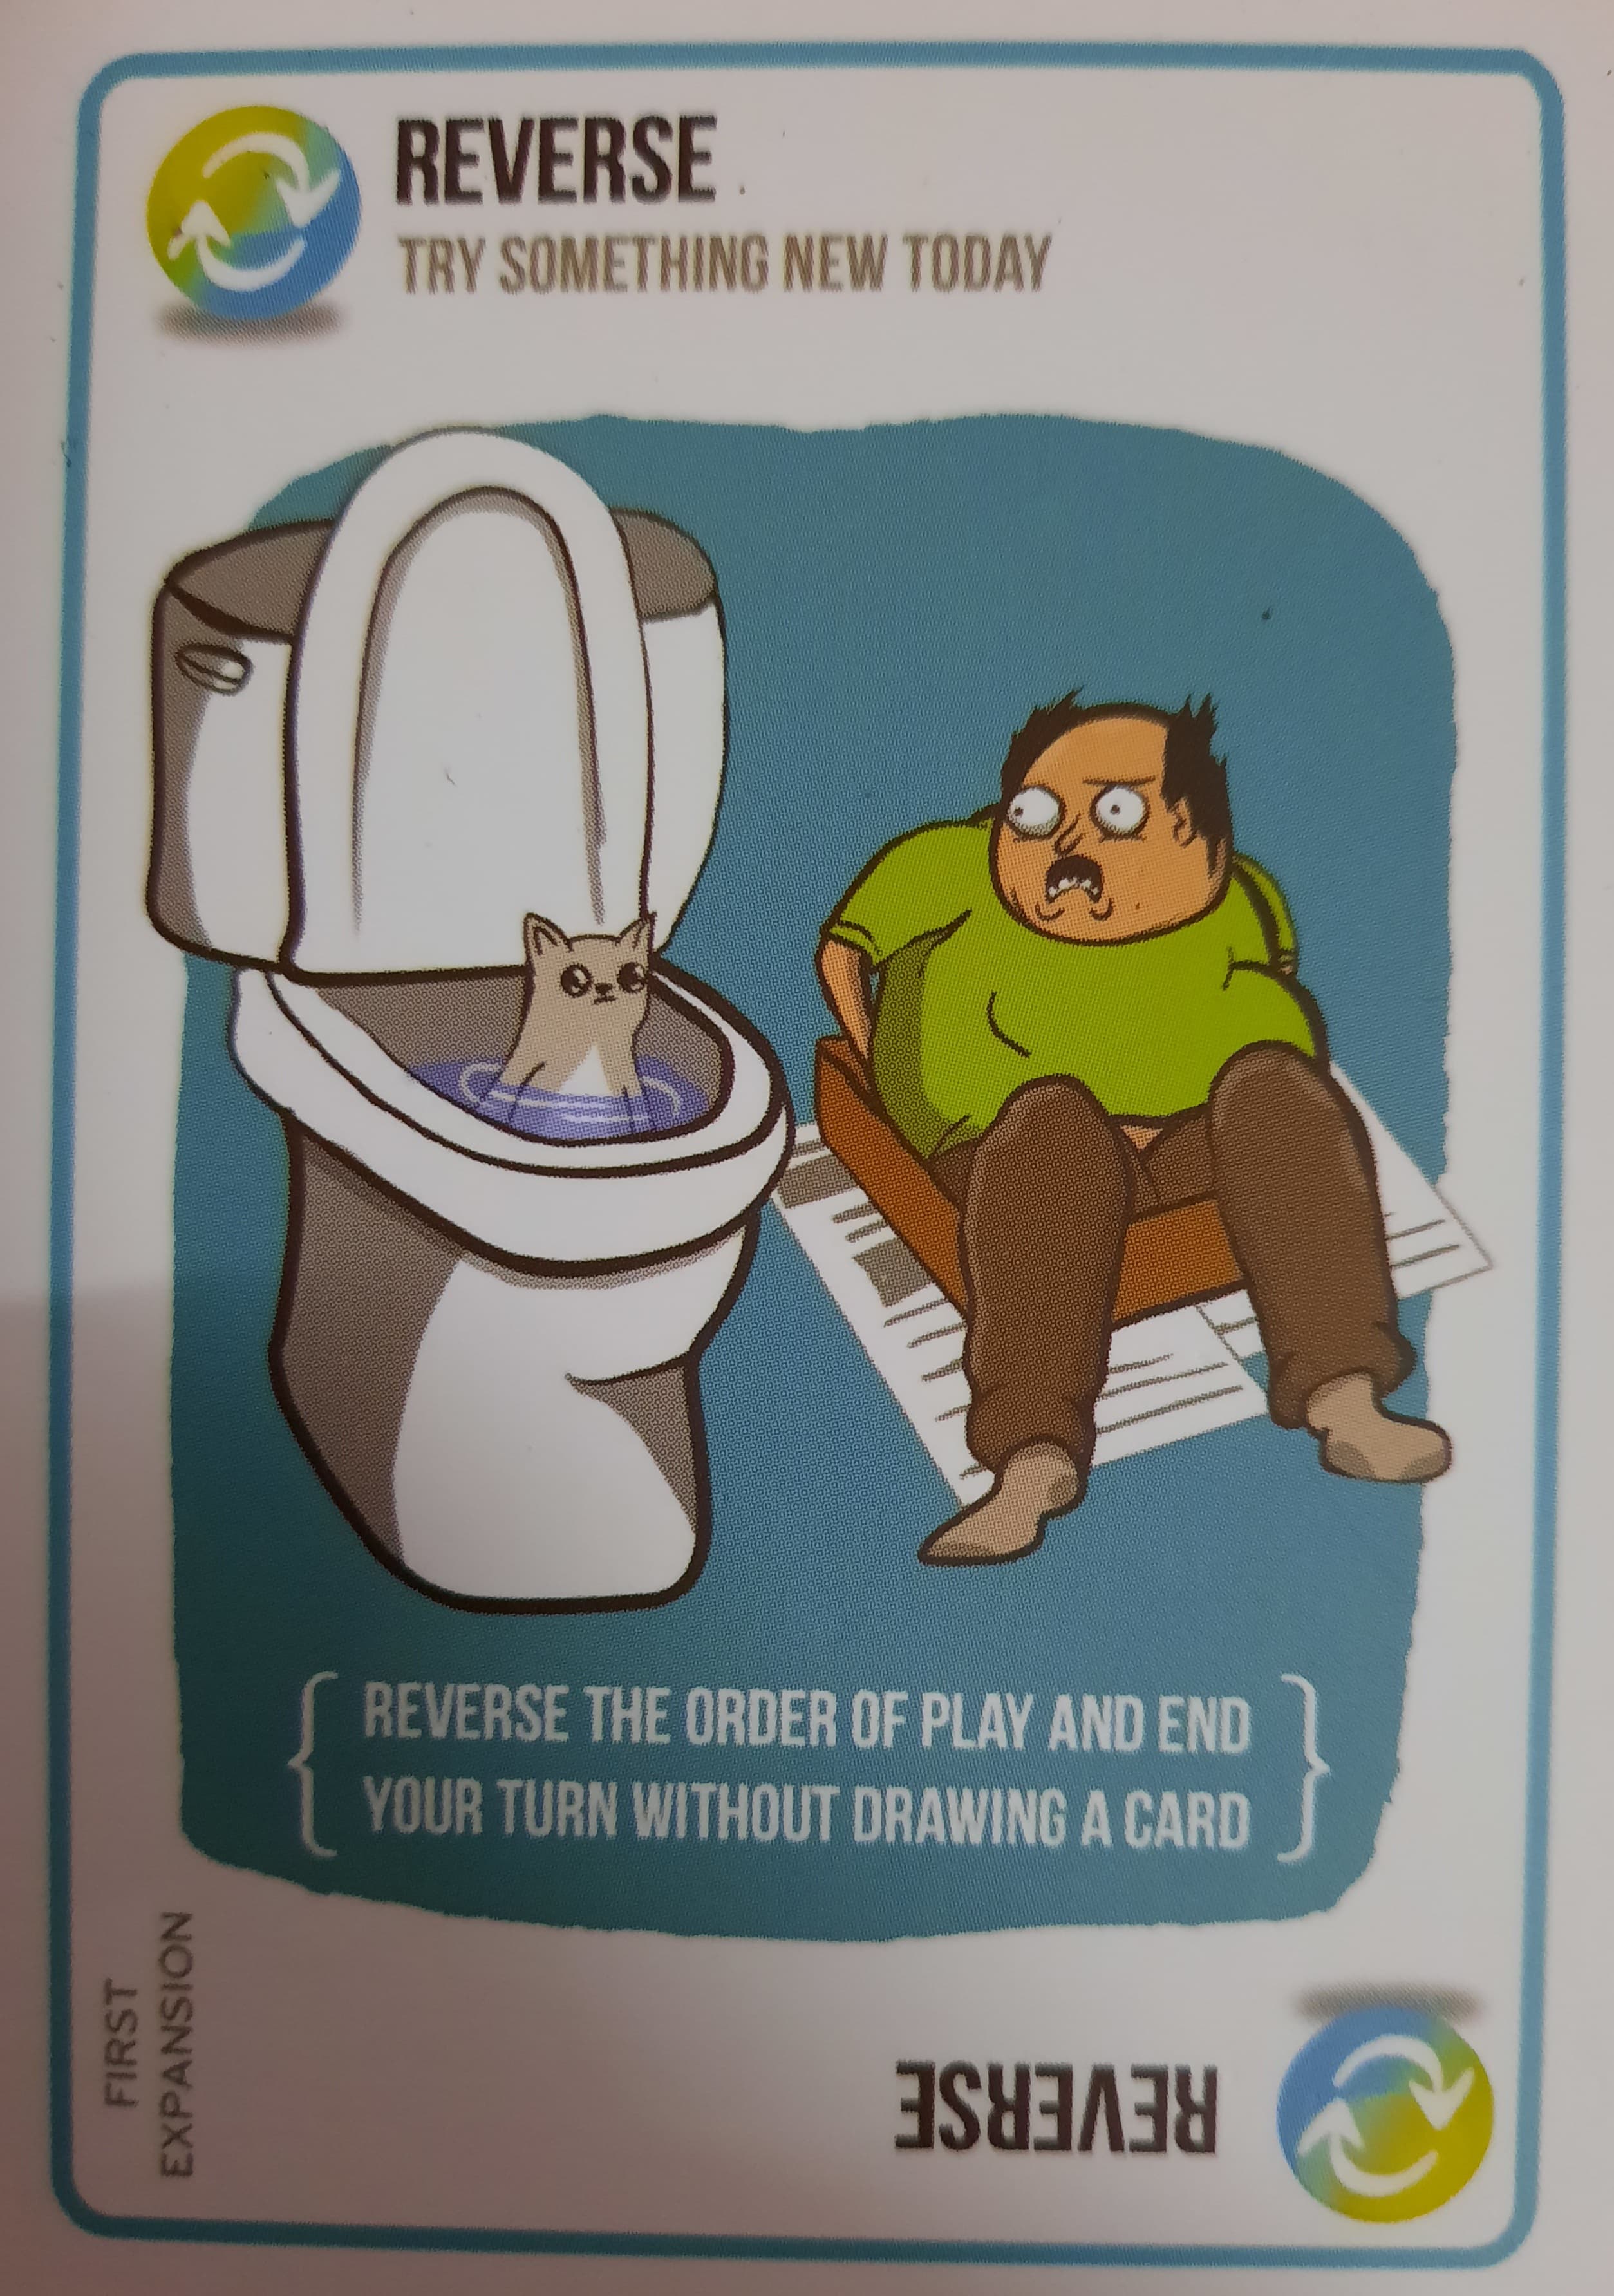 REVERSE
TRY SOMETHING NEW TODAY
REVERSE THE ORDER OF PLAY AND END
YOUR TURN WITHOUT DRAWING A CARD
FIRST
EXPANSION
REVERSE